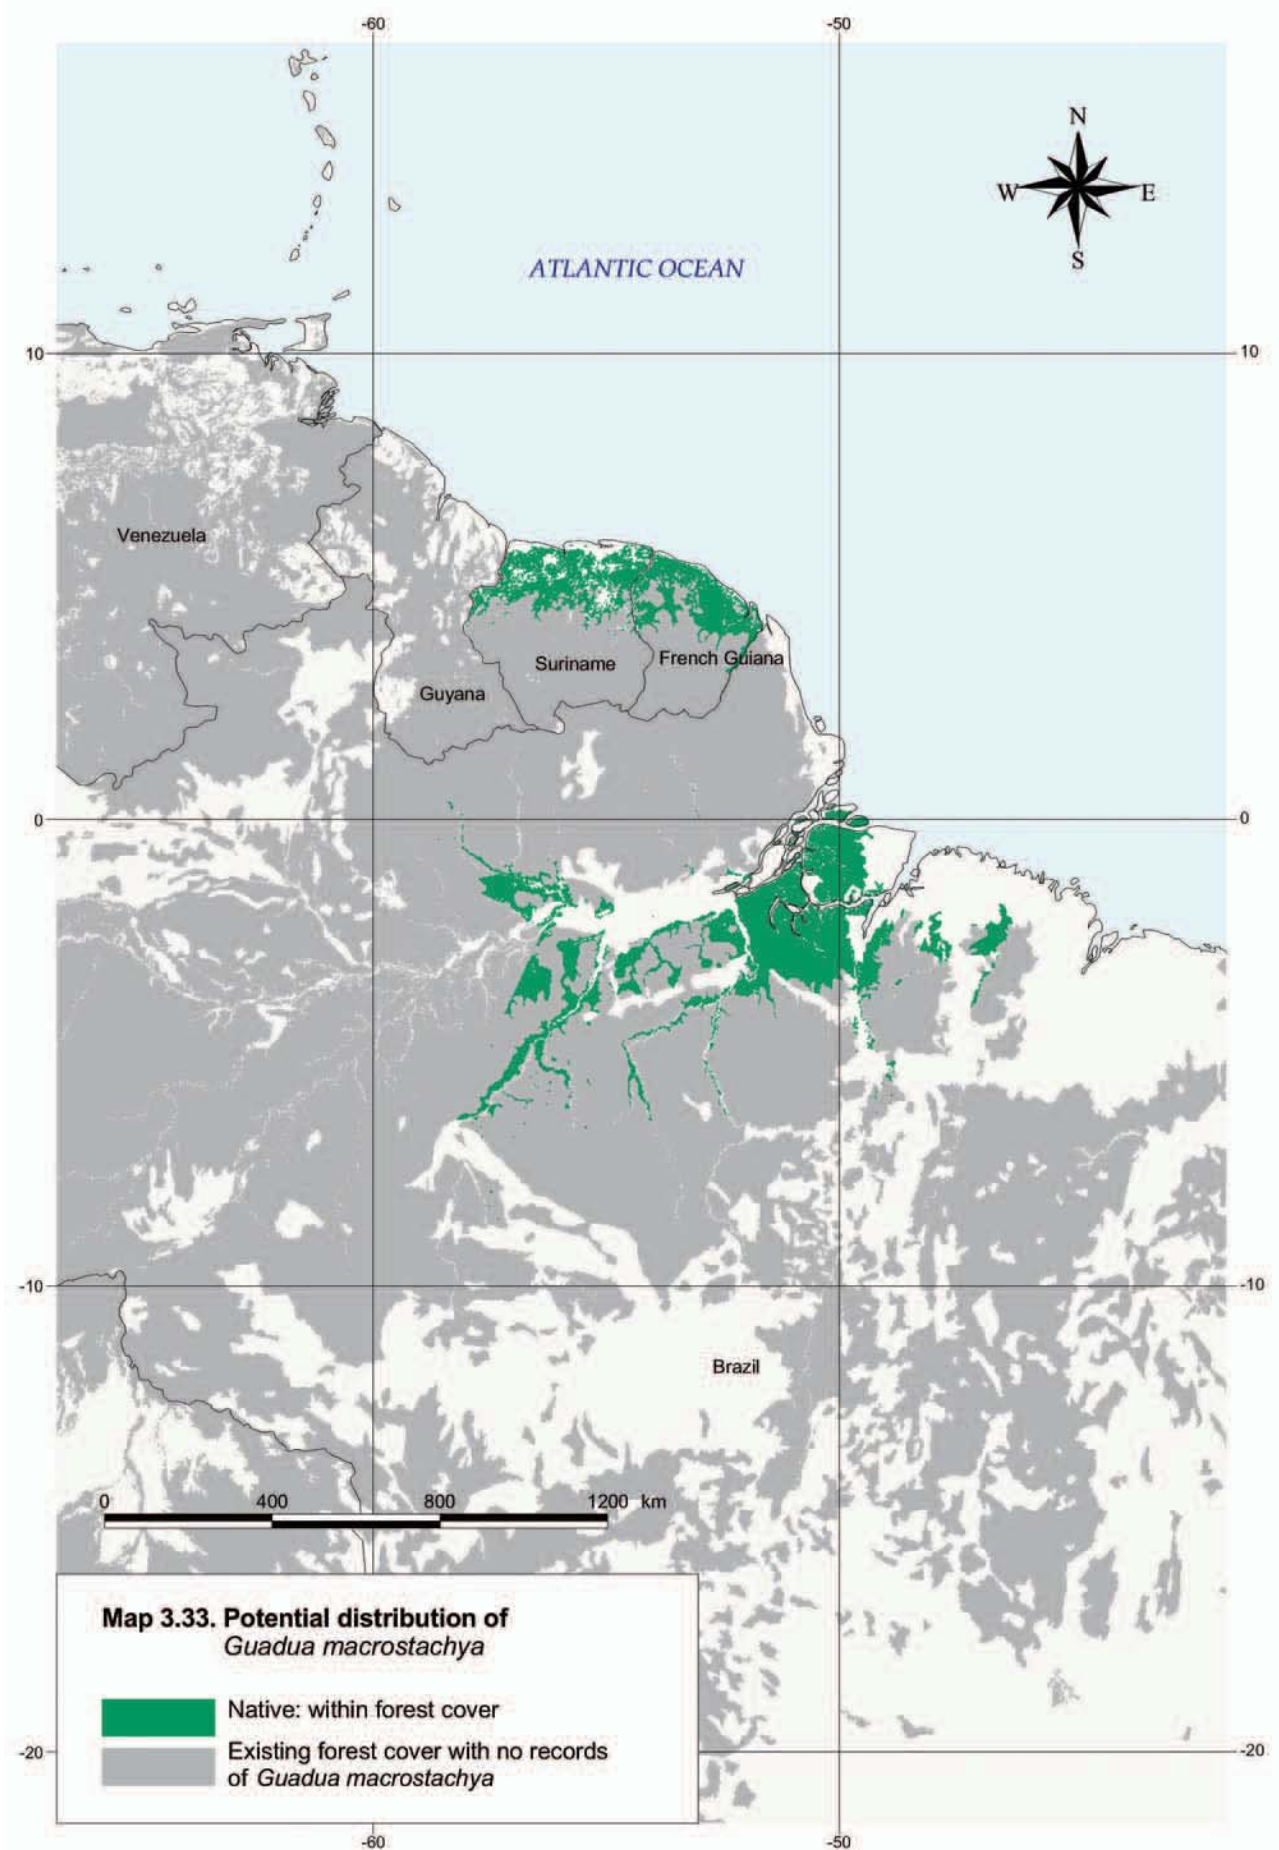 -60 -50
N
W E
S
ATLANTIC OCEAN
10 10
Venezuela
Suriname
French Guiana
Guyana
0 0
-10 -10
Brazil
0 400 800 1200 km
Map 3.33. Potential distribution of
Guadua macrostachya
Native: within forest cover
Existing forest cover with no records
of Guadua macrostachya
-20 -20
-60 -50